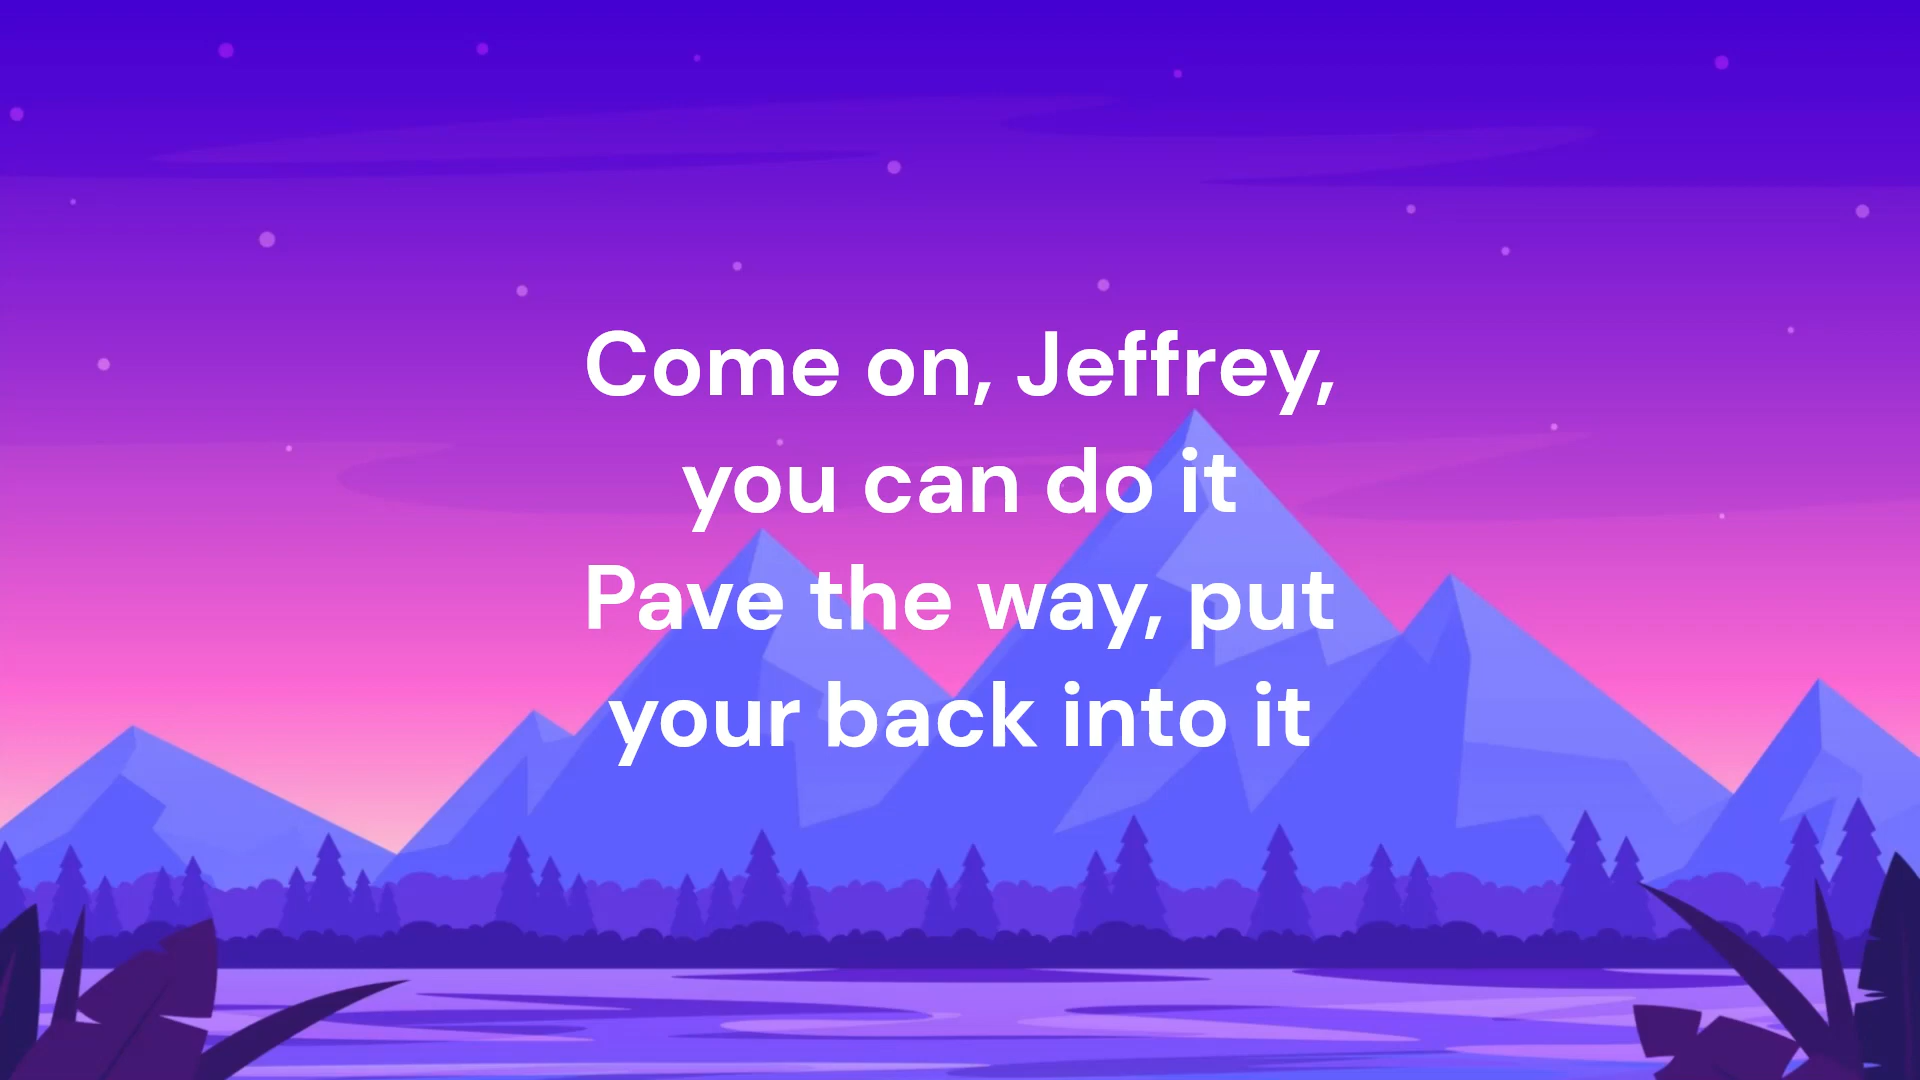 Come on, Jeffrey,
you can do it
Pave the way, put
your back into it